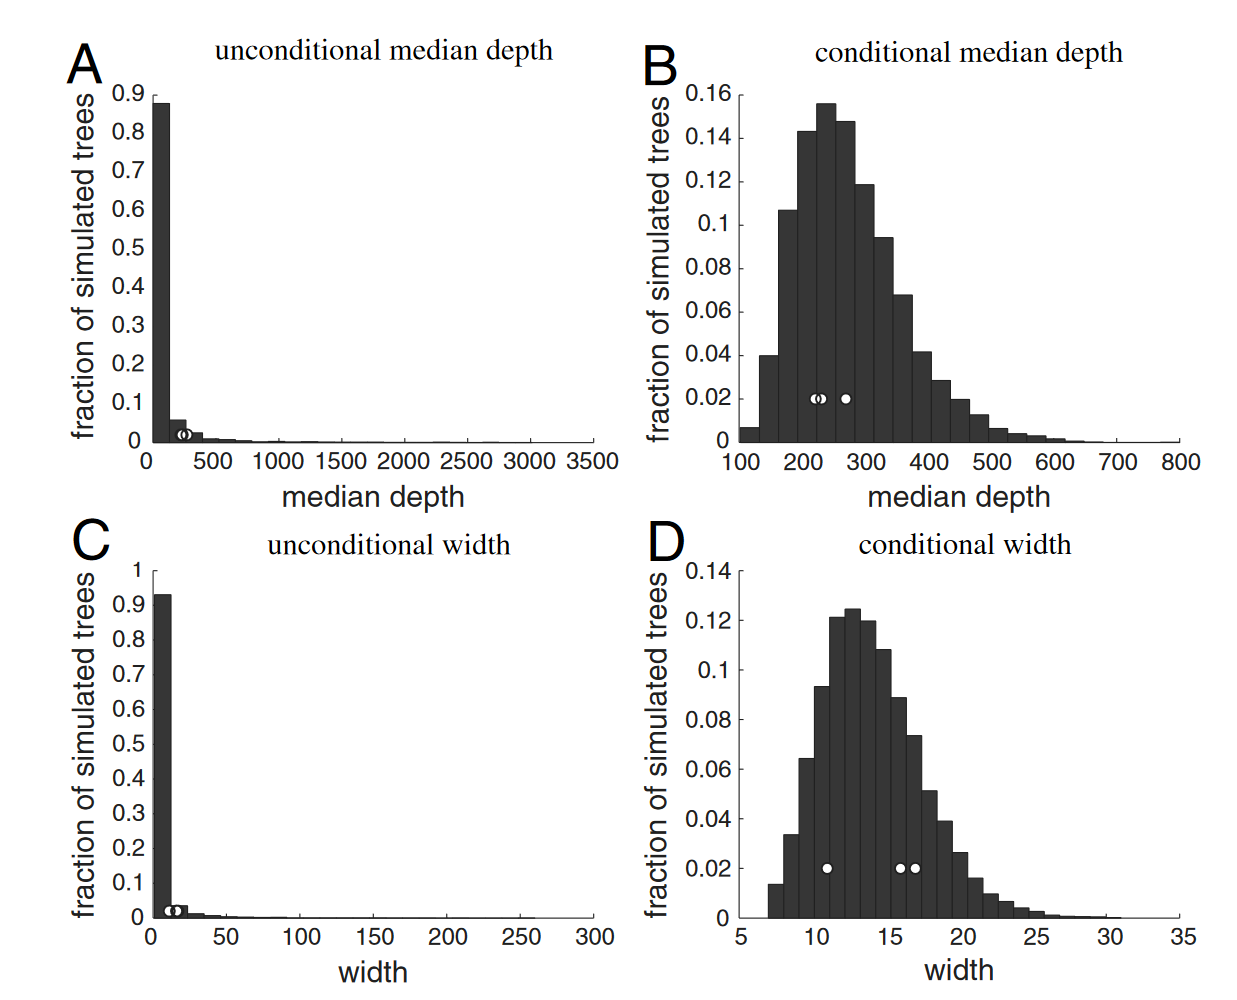 A
unconditional median depth
fraction of simulated trees
0.9
0.8
0.7
0.6
0.5
0.4
0.3
0.2
0.1
0
0 500 1000 1500 2000 2500 3000 3500
median depth
B
conditional median depth
fraction of simulated trees
0.16
0.14
0.12
0.1
0.08
0.06
0.04
0.02
0
100 200 300 400 500 600 700 800
median depth
C
unconditional width
fraction of simulated trees
1
0.9
0.8
0.7
0.6
0.5
0.4
0.3
0.2
0.1
0
0 50 100 150 200 250 300
width
D
conditional width
fraction of simulated trees
0.14
0.12
0.1
0.08
0.06
0.04
0.02
0
5 10 15 20 25 30 35
width